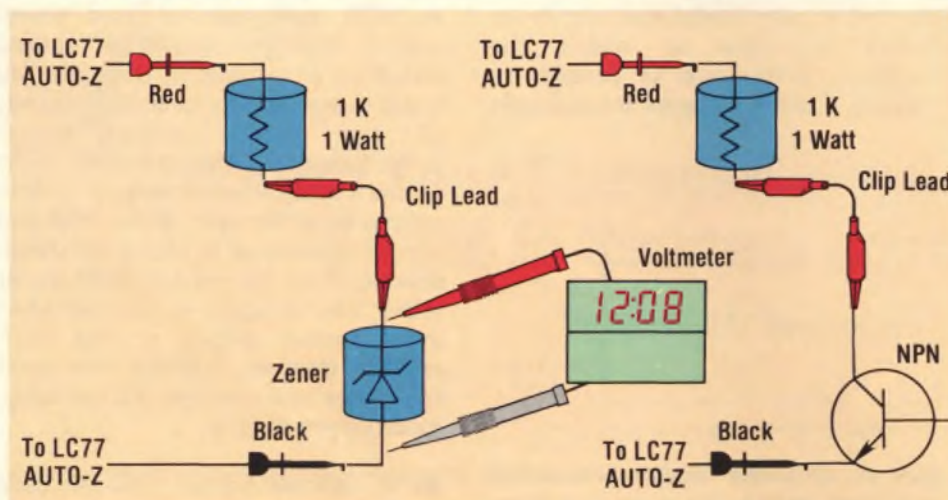 To LC77
AUTO-Z
Red
1 K
1 Watt
Clip Lead
Voltmeter
12:08
Zener
Black
To LC77
AUTO-Z
To LC77
AUTO-Z
Red
1 K
1 Watt
Clip Lead
NPN
Black
To LC77
AUTO-Z